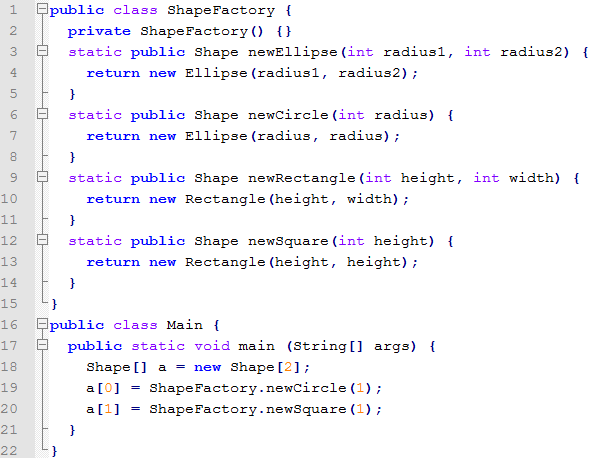 1 public class ShapeFactory {
2 private ShapeFactory() {}
3 static public Shape newEllipse(int radius1, int radius2) {
4 return new Ellipse(radius1, radius2);
5 }
6 static public Shape newCircle(int radius) {
7 return new Ellipse(radius, radius);
8 }
9 static public Shape newRectangle(int height, int width) {
10 return new Rectangle(height, width);
11 }
12 static public Shape newSquare(int height) {
13 return new Rectangle(height, height);
14 }
15 }
16 public class Main {
17 public static void main (String[] args) {
18 Shape[] a = new Shape[2];
19 a[0] = ShapeFactory.newCircle(1);
20 a[1] = ShapeFactory.newSquare(1);
21 }
22 }